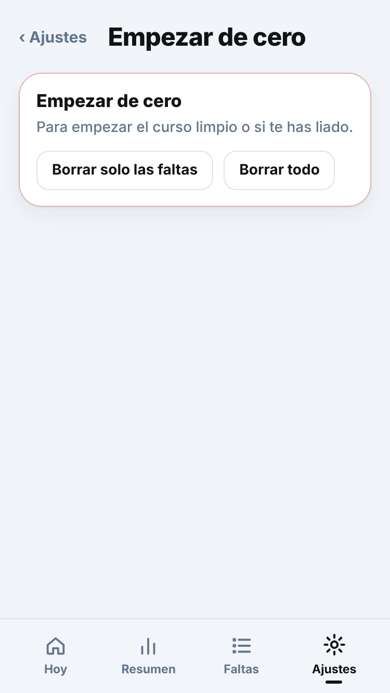 ‹ Ajustes Empezar de cero
Empezar de cero
Para empezar el curso limpio o si te has liado.
Borrar solo las faltas Borrar todo
Hoy Resumen Faltas Ajustes